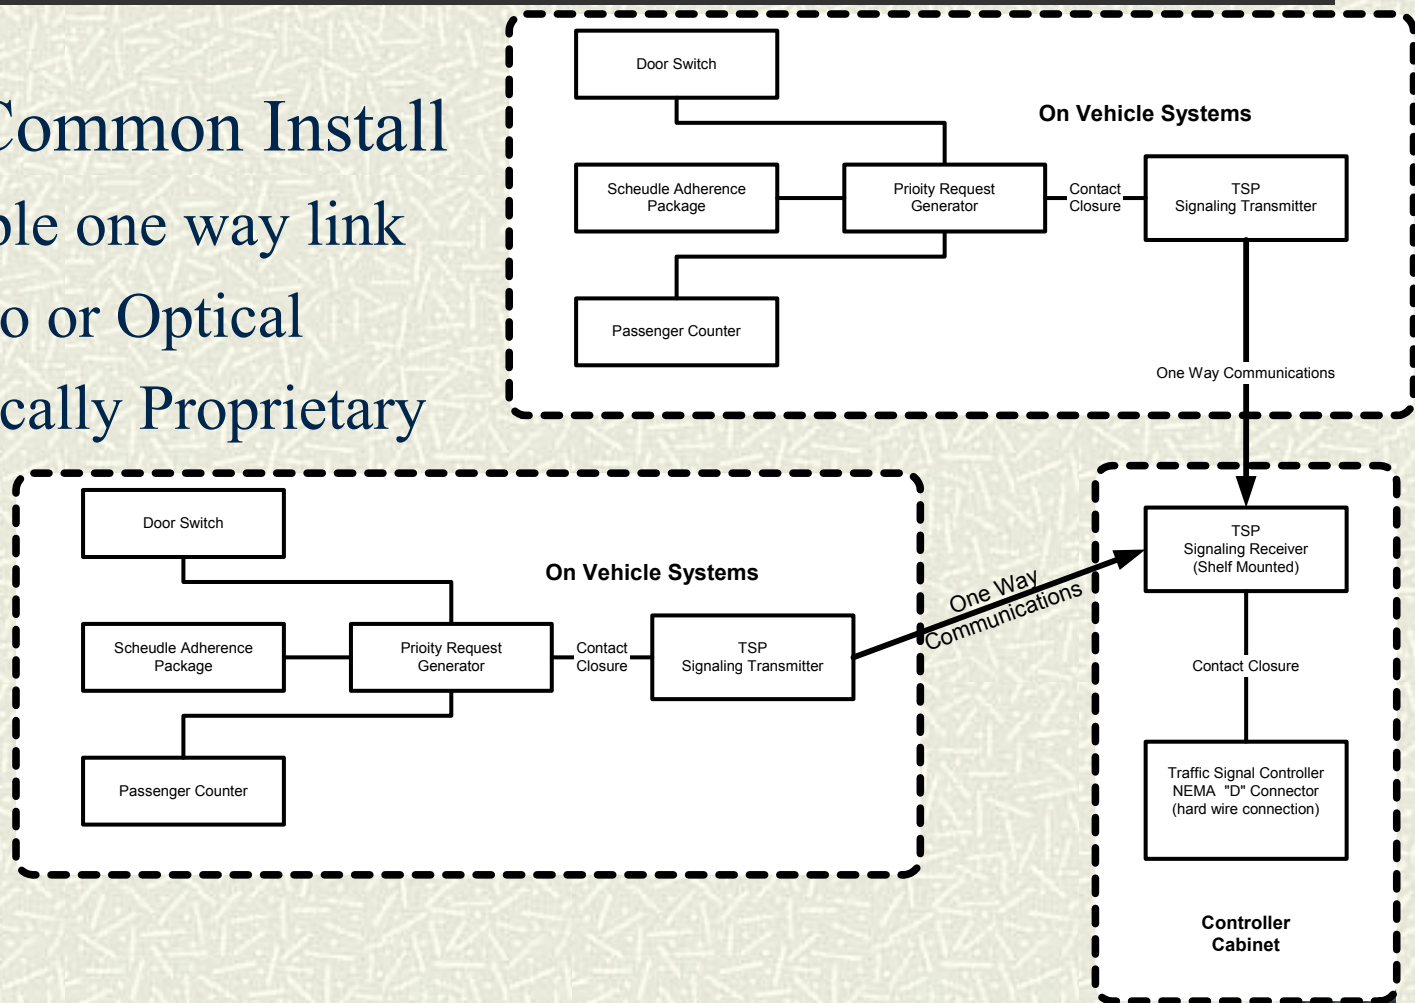 Common Install
ple one way link
o or Optical
cally Proprietary
Door Switch
On Vehicle Systems
Scheudle Adherence
Package
Prioity Request
Generator
Contact
Closure
TSP
Signaling Transmitter
Passenger Counter
One Way Communications
Door Switch
On Vehicle Systems
Scheudle Adherence
Package
Prioity Request
Generator
Contact
Closure
TSP
Signaling Transmitter
Passenger Counter
One Way
Communications
TSP
Signaling Receiver
(Shelf Mounted)
Contact Closure
Traffic Signal Controller
NEMA "D" Connector
(hard wire connection)
Controller
Cabinet